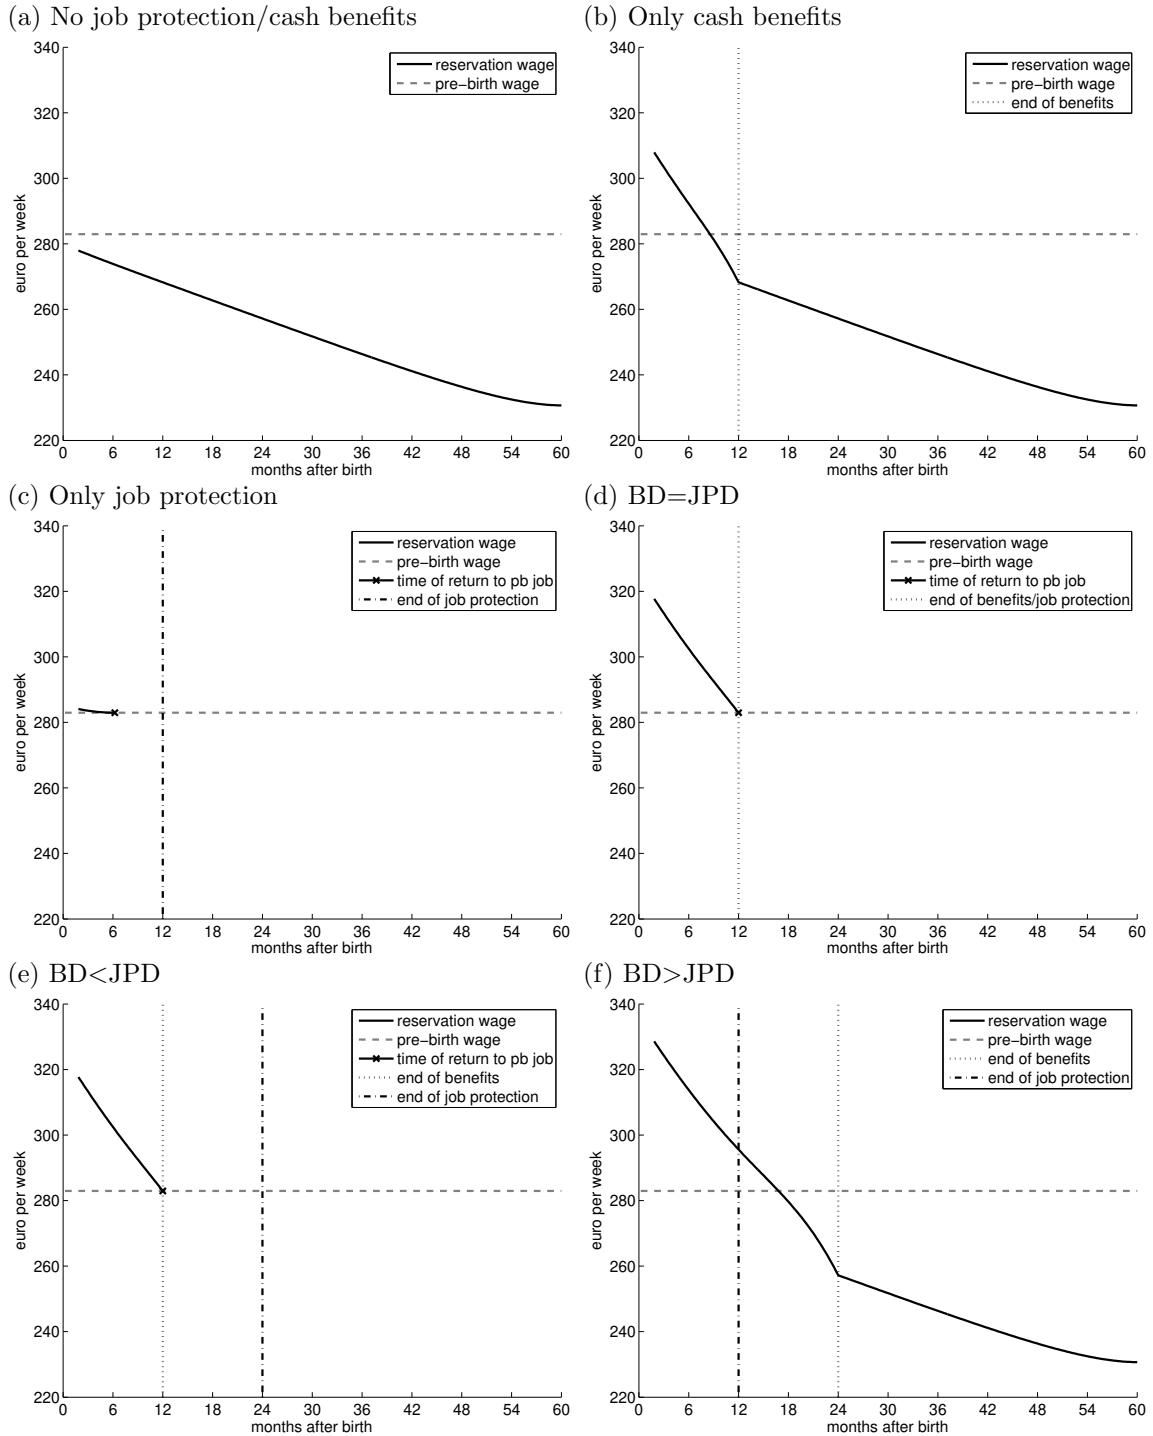 (a) No job protection/cash benefits
340
320
300
280
260
240
220
euro per week
0 6 12 18 24 30 36 42 48 54 60
months after birth
reservation wage
pre−birth wage
(b) Only cash benefits
340
320
300
280
260
240
220
euro per week
0 6 12 18 24 30 36 42 48 54 60
months after birth
reservation wage
pre−birth wage
end of benefits
(c) Only job protection
340
320
300
280
260
240
220
euro per week
0 6 12 18 24 30 36 42 48 54 60
months after birth
reservation wage
pre−birth wage
time of return to pb job
end of job protection
(d) BD=JPD
340
320
300
280
260
240
220
euro per week
0 6 12 18 24 30 36 42 48 54 60
months after birth
reservation wage
pre−birth wage
time of return to pb job
end of benefits/job protection
(e) BD<JPD
340
320
300
280
260
240
220
euro per week
0 6 12 18 24 30 36 42 48 54 60
months after birth
reservation wage
pre−birth wage
time of return to pb job
end of benefits
end of job protection
(f) BD>JPD
340
320
300
280
260
240
220
euro per week
0 6 12 18 24 30 36 42 48 54 60
months after birth
reservation wage
pre−birth wage
end of benefits
end of job protection